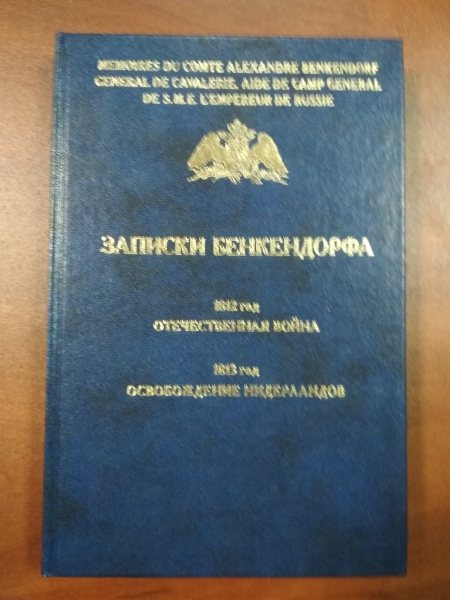 MEMOIRES DU COMTE ALEXANDRE BENKENDORF
GENERAL DE CAVALERIE, AIDE DE CAMP GENERAL
DE S.M.E. L'EMPEREUR DE RUSSIE
ЗАПИСКИ БЕНКЕНДОРФА
1812 год
ОТЕЧЕСТВЕННАЯ ВОЙНА
1813 год
ОСВОБОЖДЕНИЕ НИДЕРЛАНДОВ